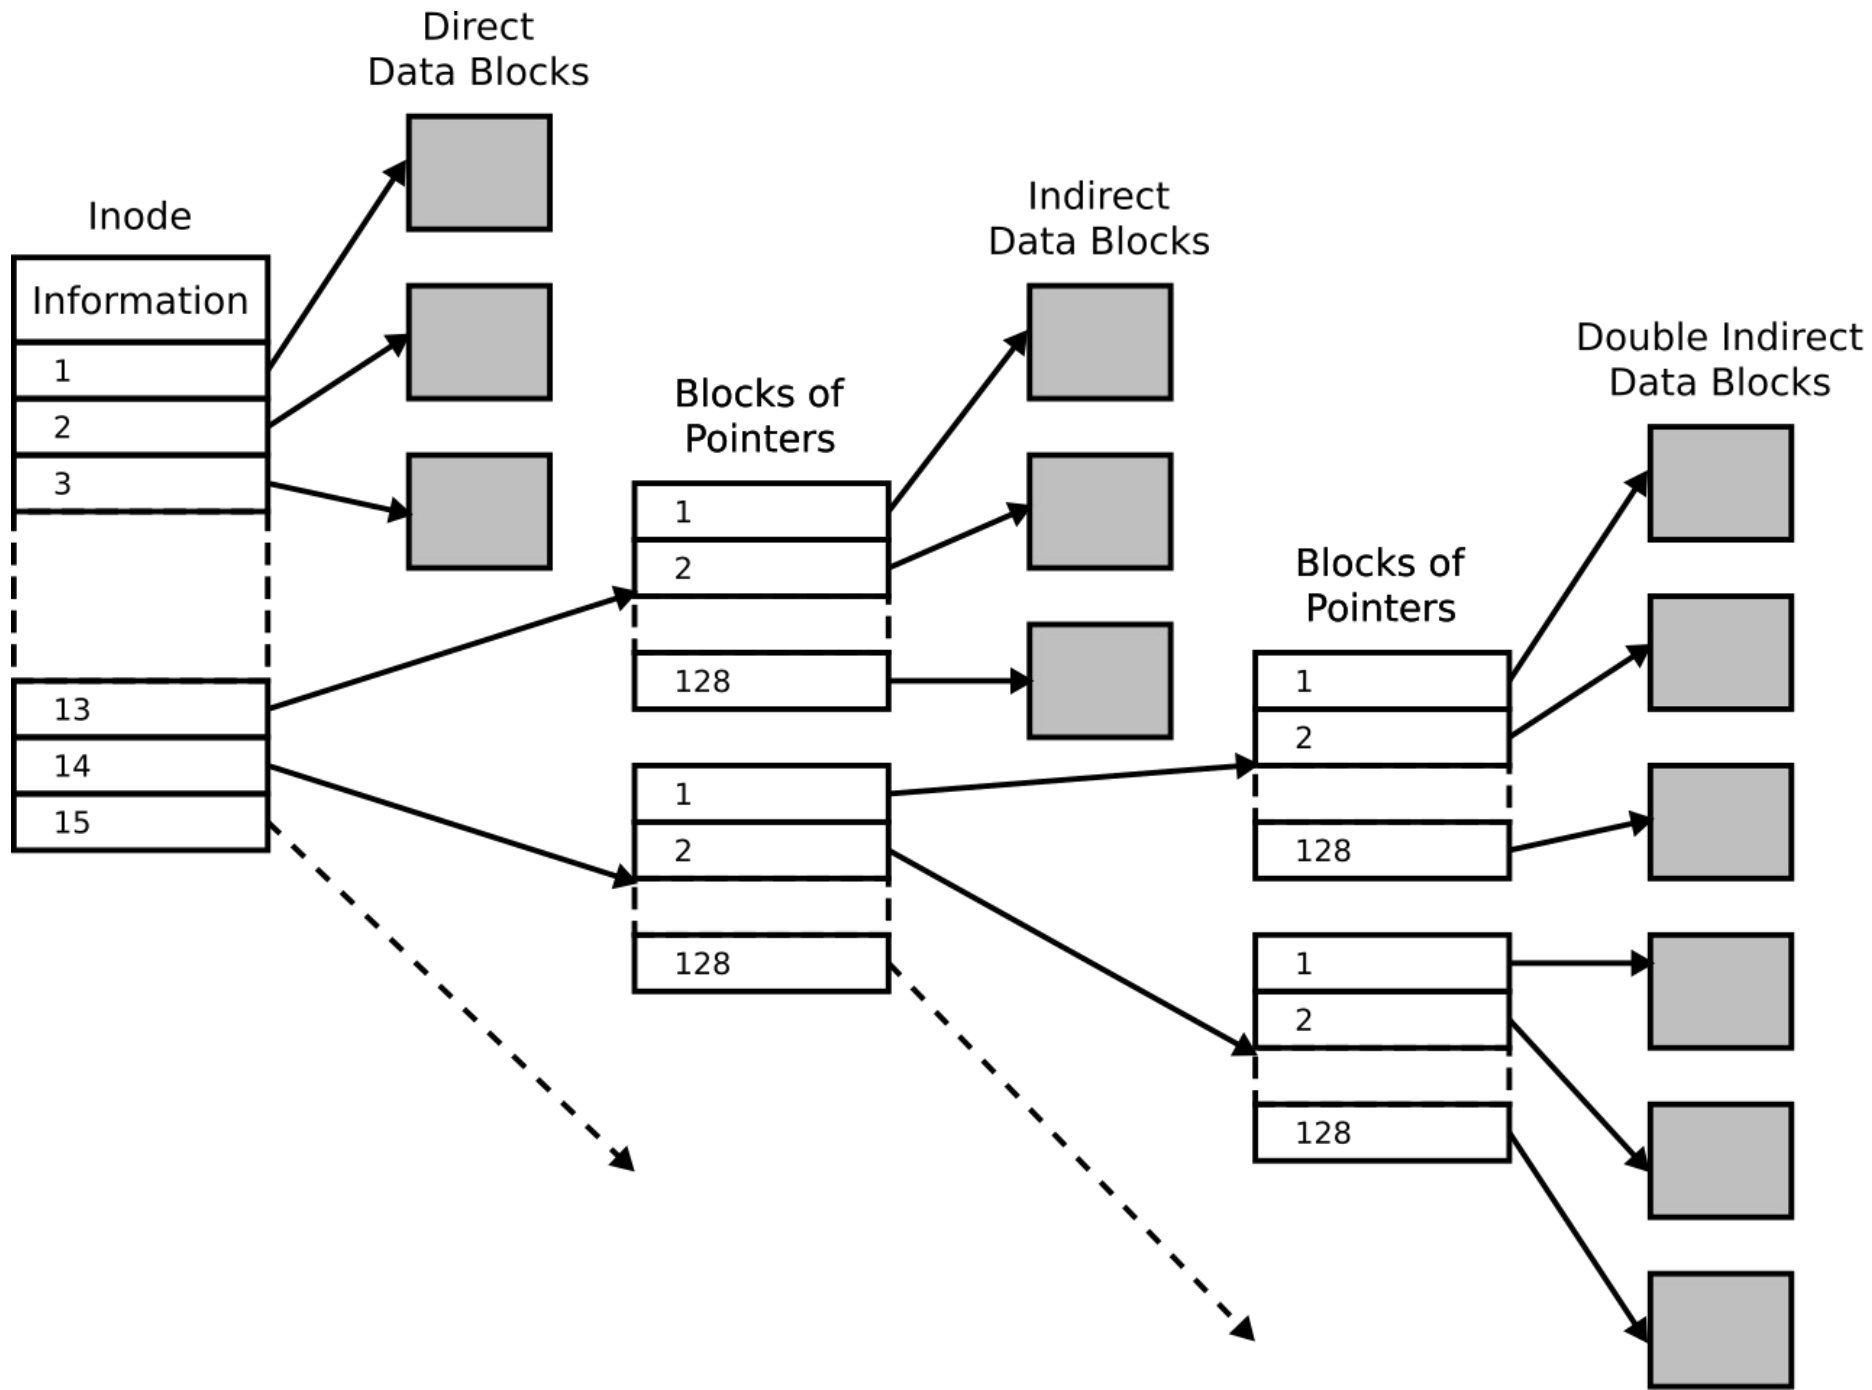 Direct
Data Blocks
Inode
Information
1
2
3
13
14
15
Blocks of
Pointers
1
2
128
1
2
128
Indirect
Data Blocks
Blocks of
Pointers
1
2
128
1
2
128
Double Indirect
Data Blocks